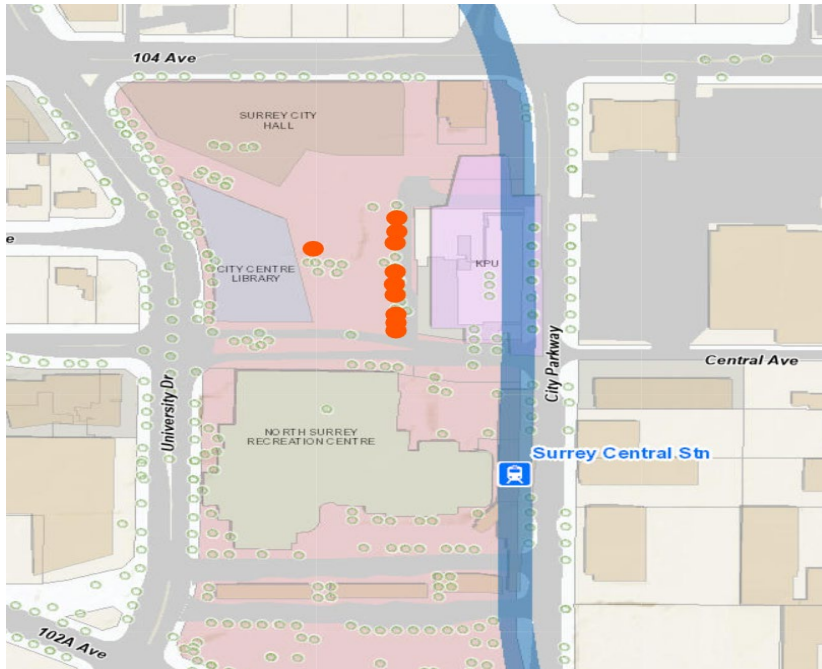 104 Ave
SURREY CITY
HALL
e
CITY CENTRE
LIBRARY
KPU
City Parkway
Central Ave
University Dr
NORTH SURREY
RECREATION CENTRE
Surrey Central Stn
102A Ave